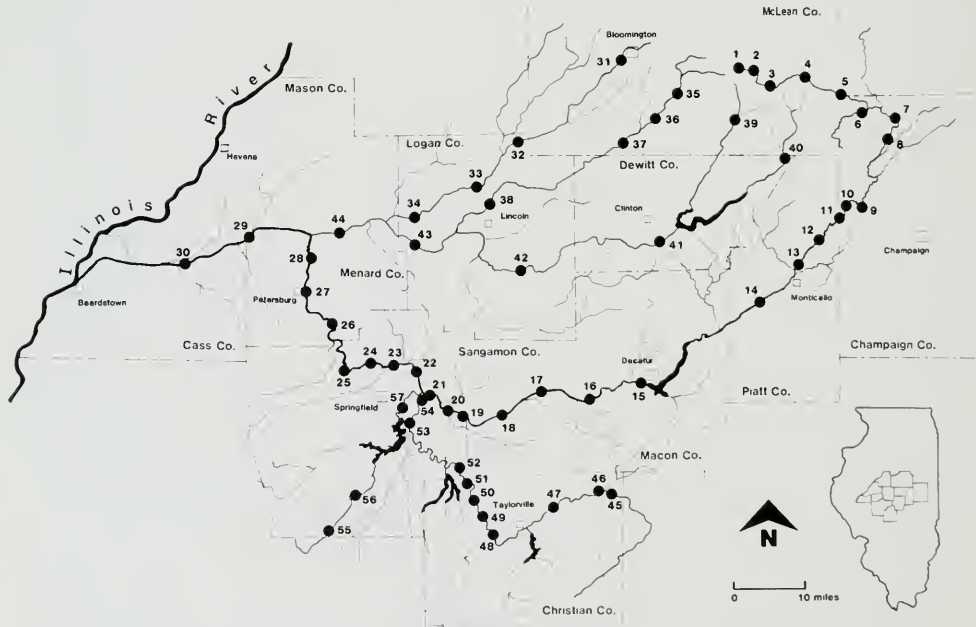 McLean Co.
Bloomington
1
2
3
4
5
6
7
8
31
35
36
39
37
40
32
Mason Co.
Illinois River
Havana
Logan Co.
Dewitt Co.
33
34
38
Lincoln
Clinton
10
9
11
12
13
Champaign
44
43
41
42
29
30
28
Menard Co.
27
Petersburg
Monticello
14
Beardstown
26
Cass Co.
Sangamon Co.
Champaign Co.
24
23
22
25
Decatur
17
16
15
Piatt Co.
21
20
19
18
57
54
Springfield
53
Macon Co.
52
51
50
49
48
Taylorville
47
46
45
56
55
N
0 10 miles
Christian Co.